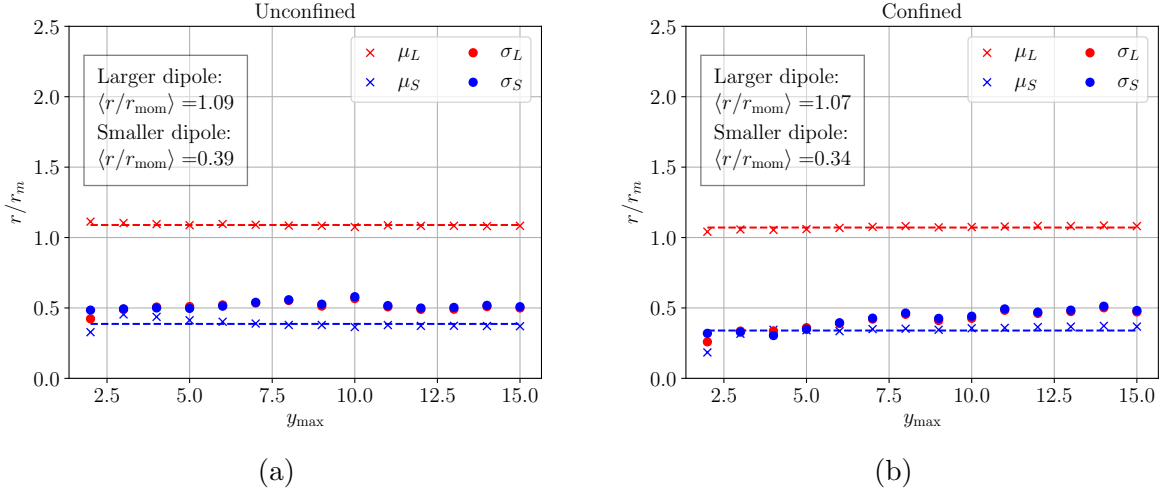 Unconfined
2.5
2.0
1.5
1.0
0.5
0.0
2.5 5.0 7.5 10.0 12.5 15.0
r/r_m
y_max
Larger dipole:
⟨r/r_mom⟩ =1.09
Smaller dipole:
⟨r/r_mom⟩ =0.39
μ_L σ_L
μ_S σ_S
(a)
Confined
2.5
2.0
1.5
1.0
0.5
0.0
2.5 5.0 7.5 10.0 12.5 15.0
r/r_m
y_max
Larger dipole:
⟨r/r_mom⟩ =1.07
Smaller dipole:
⟨r/r_mom⟩ =0.34
μ_L σ_L
μ_S σ_S
(b)